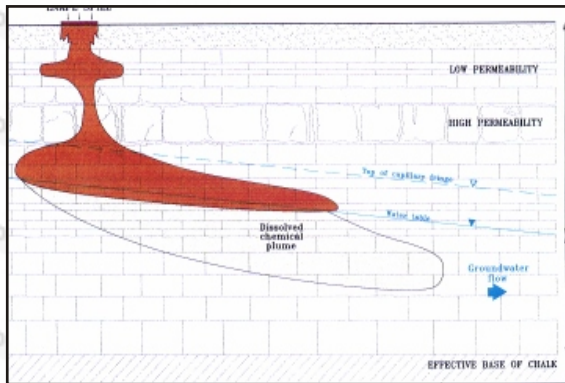 LOW PERMEABILITY
HIGH PERMEABILITY
Top of capillary fringe
Water table
Dissolved
chemical
plume
Groundwater
flow
EFFECTIVE BASE OF CHALK